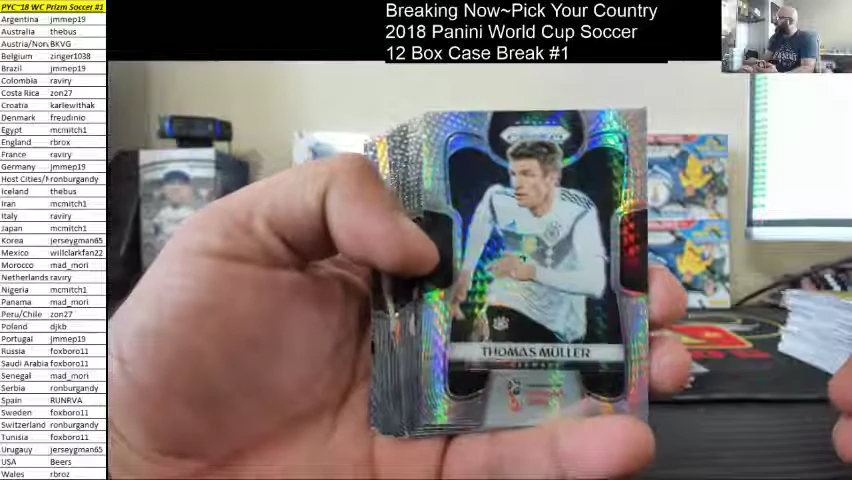 PYC~18 WC Prizm Soccer #1
Argentina jmmep19
Australia thebus
Austria/Nor BKVG
Belgium zinger1038
Brazil jmmep19
Colombia raviry
Costa Rica zon27
Croatia karlewithak
Denmark freudinio
Egypt mcmitch1
England rbrox
France raviry
Germany jmmep19
Host Cities/ ronburgandy
Iceland thebus
Iran mcmitch1
Italy raviry
Japan mcmitch1
Korea jerseygman65
Mexico willclarkfan22
Morocco mad_mori
Netherlands raviry
Nigeria mcmitch1
Panama mad_mori
Peru/Chile zon27
Poland djkb
Portugal jmmep19
Russia foxboro11
Saudi Arabia foxboro11
Senegal mad_mori
Serbia ronburgandy
Spain RUNRVA
Sweden foxboro11
Switzerland ronburgandy
Tunisia foxboro11
Urugauy jerseygman65
USA Beers
Wales rbroz
Breaking Now~Pick Your Country
2018 Panini World Cup Soccer
12 Box Case Break #1
THOMAS MÜLLER
GERMANY